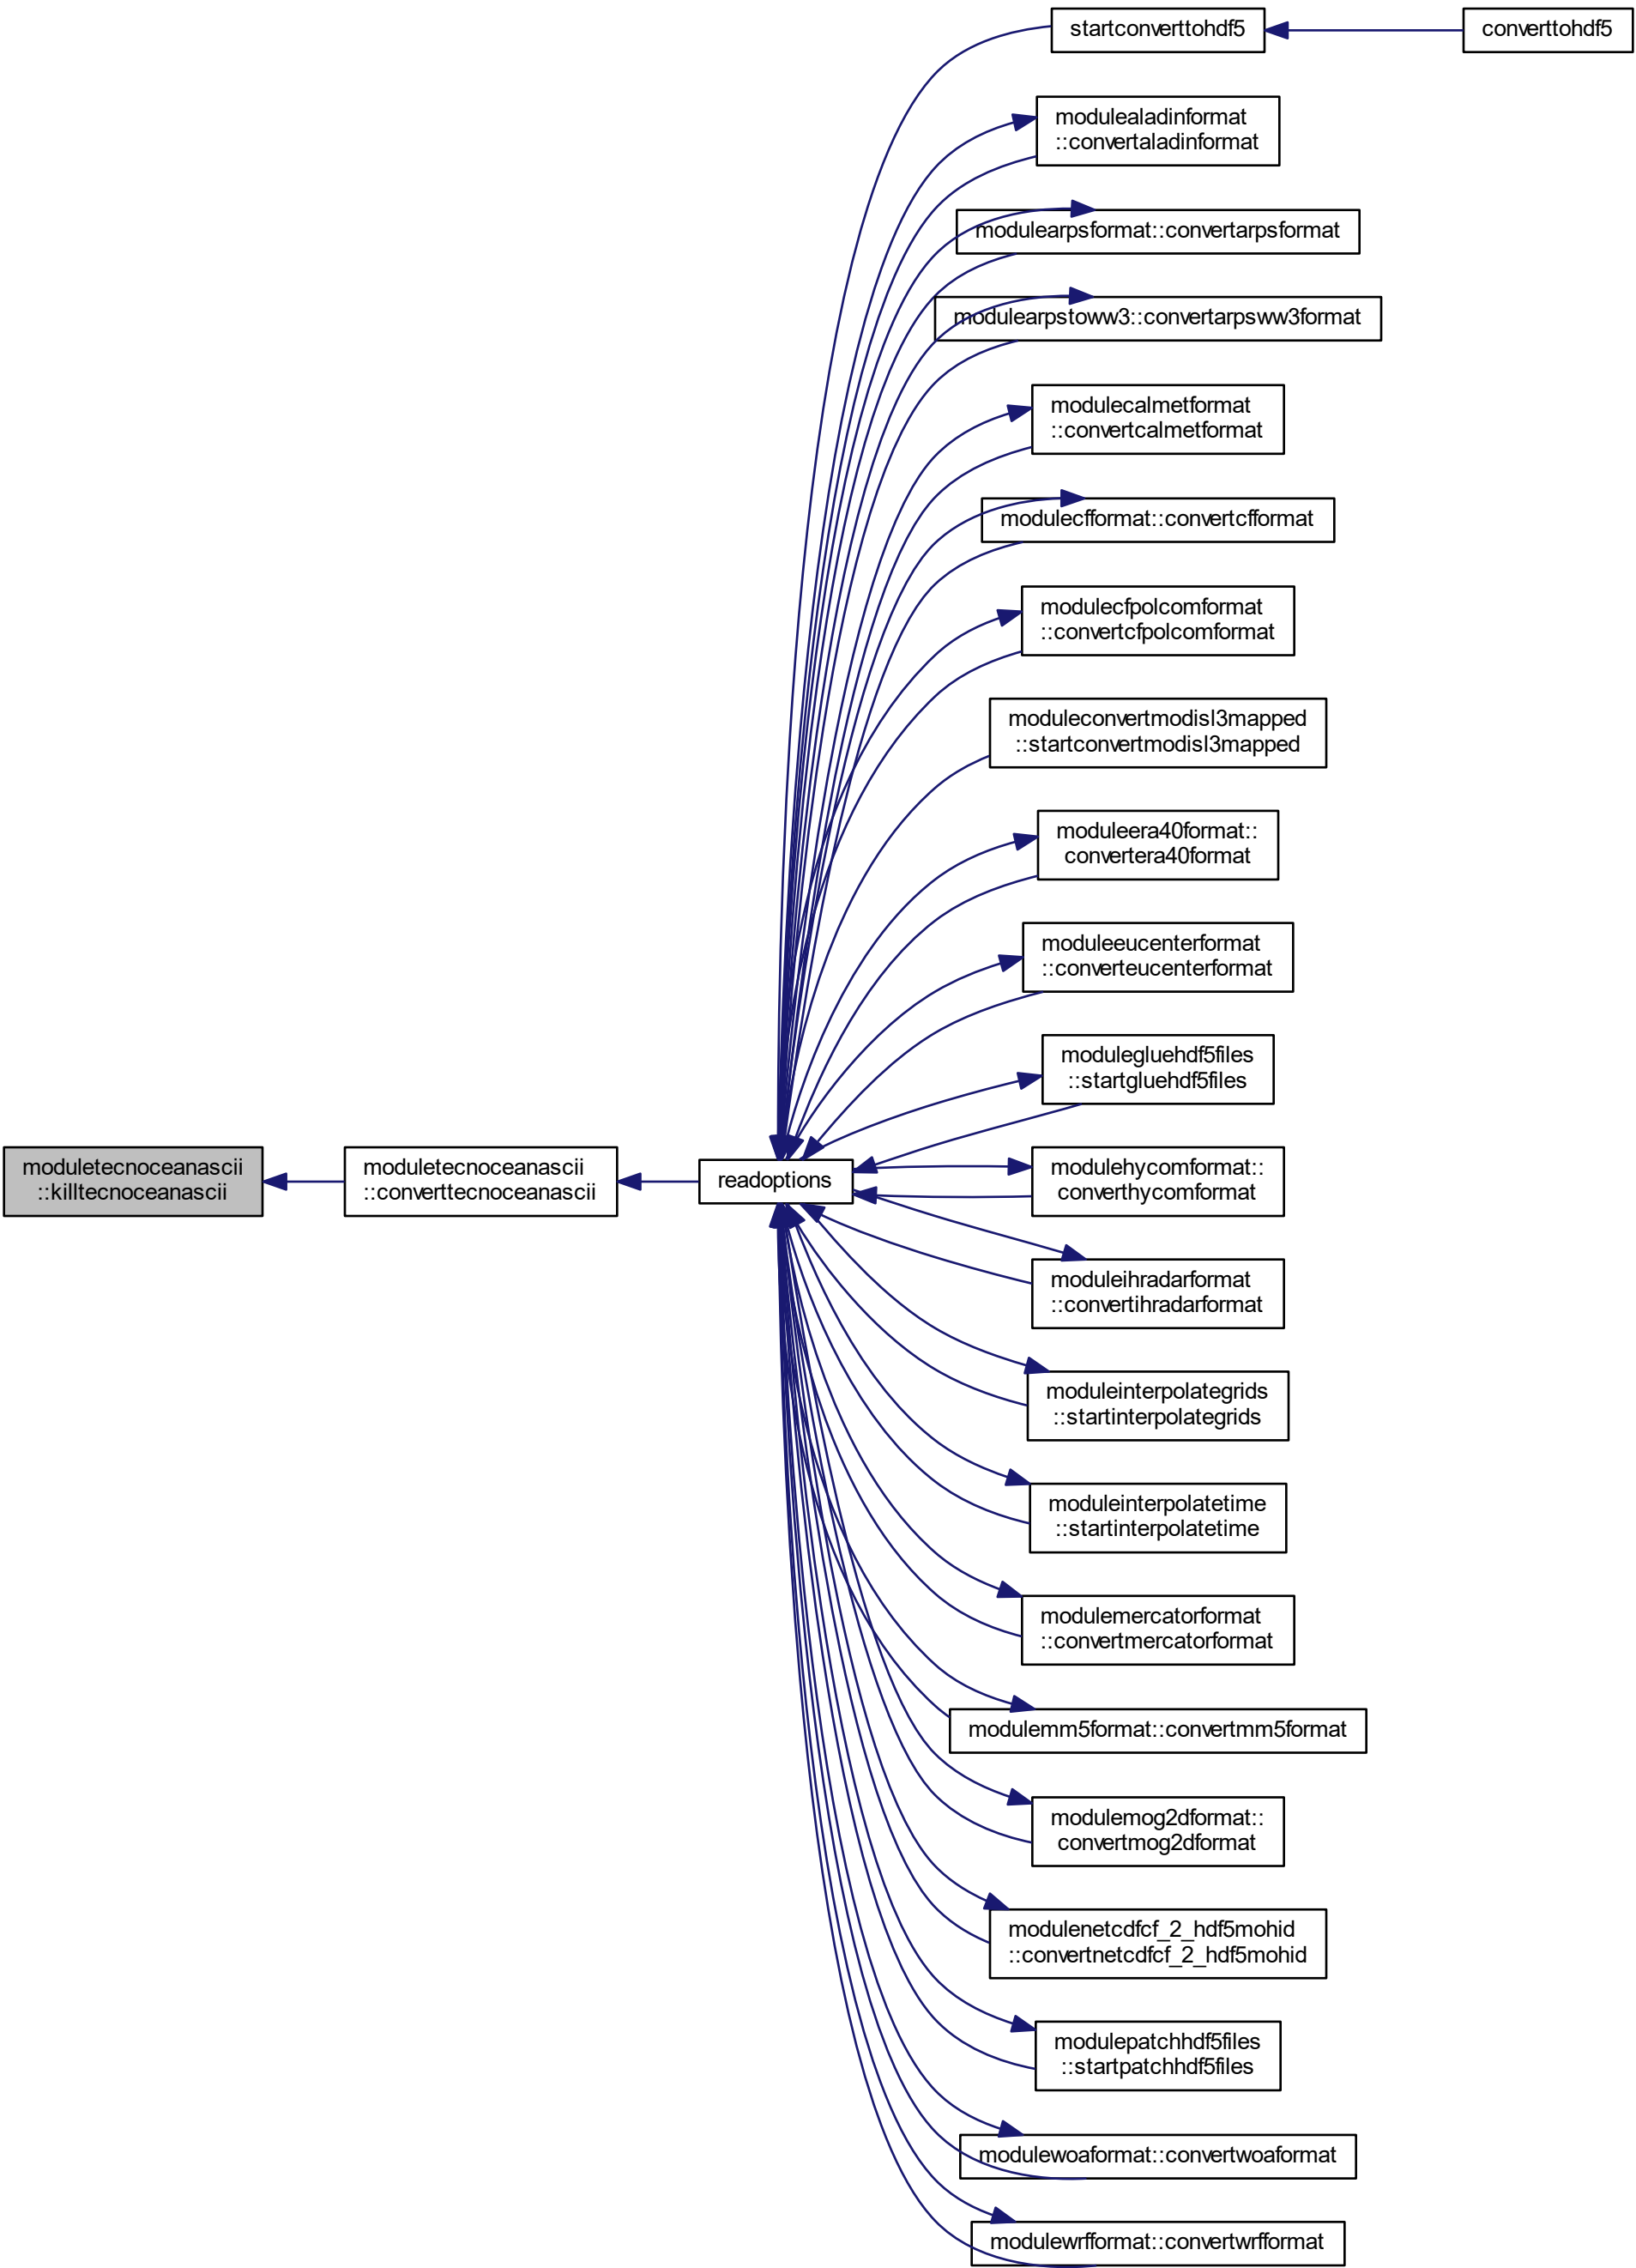 startconverttohdf5
converttohdf5
modulealadinformat
::convertaladinformat
modulearpsformat::convertarpsformat
modulearpstoww3::convertarpsww3format
modulecalmetformat
::convertcalmetformat
modulecfformat::convertcfformat
modulecfpolcomformat
::convertcfpolcomformat
moduleconvertmodisl3mapped
::startconvertmodisl3mapped
moduleera40format::
convertera40format
moduleeucenterformat
::converteucenterformat
modulegluehdf5files
::startgluehdf5files
moduletecnoceanascii
::killtecnoceanascii
moduletecnoceanascii
::converttecnoceanascii
readoptions
modulehycomformat::
converthycomformat
moduleihradarformat
::convertihradarformat
moduleinterpolategrids
::startinterpolategrids
moduleinterpolatetime
::startinterpolatetime
modulemercatorformat
::convertmercatorformat
modulemm5format::convertmm5format
modulemog2dformat::
convertmog2dformat
modulenetcdfcf_2_hdf5mohid
::convertnetcdfcf_2_hdf5mohid
modulepatchhdf5files
::startpatchhdf5files
modulewoaformat::convertwoaformat
modulewrfformat::convertwrfformat